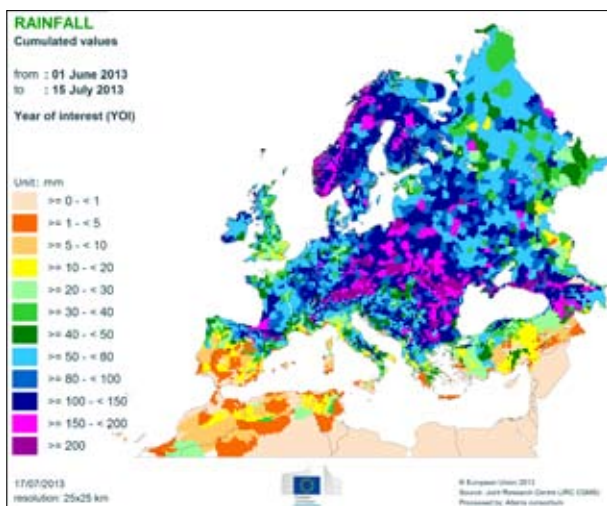 RAINFALL
Cumulated values
from : 01 June 2013
to : 15 July 2013
Year of interest (YOI)
Unit: mm
>= 0 - < 1
>= 1 - < 5
>= 5 - < 10
>= 10 - < 20
>= 20 - < 30
>= 30 - < 40
>= 40 - < 50
>= 50 - < 80
>= 80 - < 100
>= 100 - < 150
>= 150 - < 200
>= 200
17/07/2013
resolution: 25x25 km
© European Union 2013
Source: Joint Research Centre (JRC CGMS)
Processed by: Alterra consortium